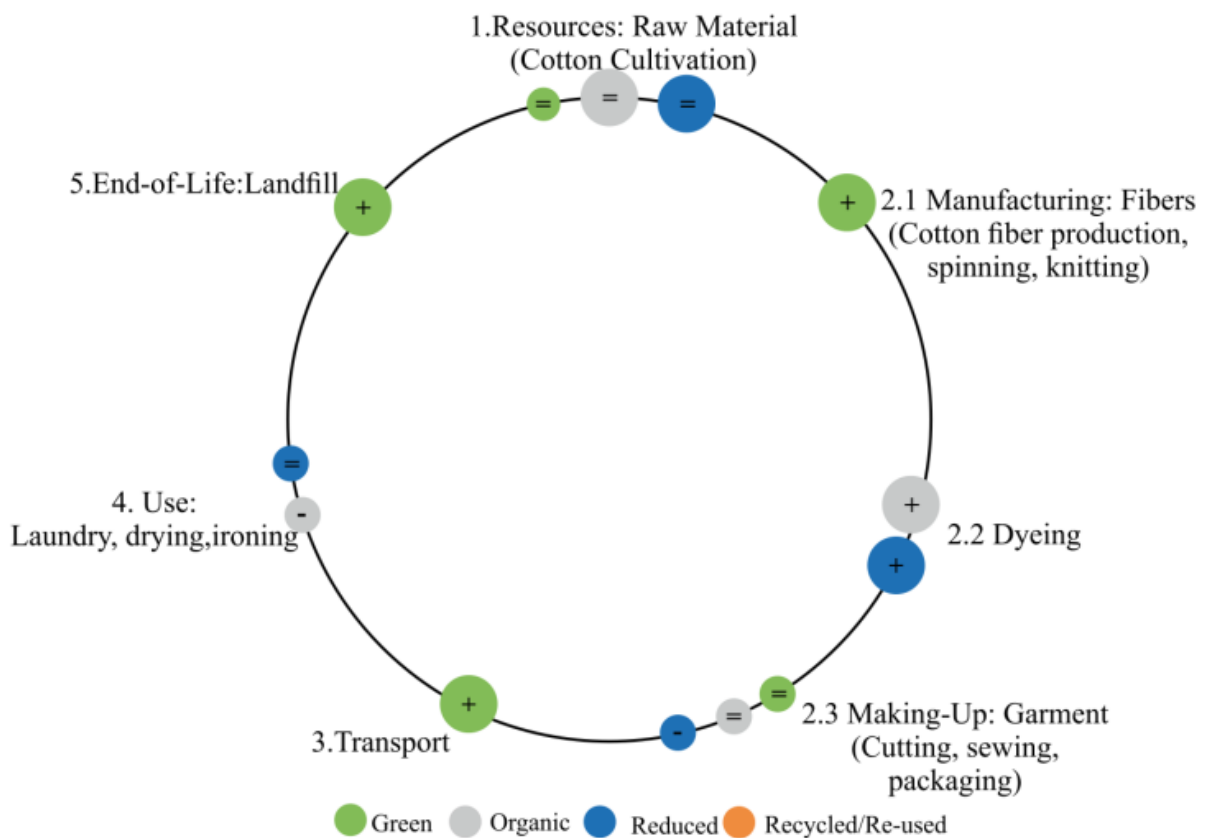 1.Resources: Raw Material
(Cotton Cultivation)
=
=
=
5.End-of-Life:Landfill
+
+
2.1 Manufacturing: Fibers
(Cotton fiber production,
spinning, knitting)
=
4. Use:
Laundry, drying,ironing
-
+
2.2 Dyeing
+
+
3.Transport
-
=
=
2.3 Making-Up: Garment
(Cutting, sewing,
packaging)
Green
Organic
Reduced
Recycled/Re-used